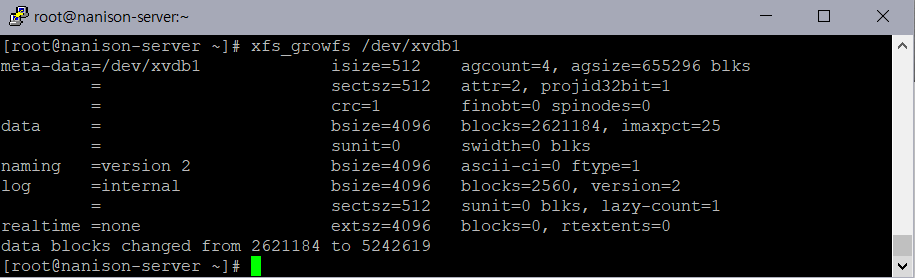 root@nanison-server:~
[root@nanison-server ~]# xfs_growfs /dev/xvdb1
meta-data=/dev/xvdb1             isize=512    agcount=4, agsize=655296 blks
         =                       sectsz=512   attr=2, projid32bit=1
         =                       crc=1        finobt=0 spinodes=0
data     =                       bsize=4096   blocks=2621184, imaxpct=25
         =                       sunit=0      swidth=0 blks
naming   =version 2              bsize=4096   ascii-ci=0 ftype=1
log      =internal               bsize=4096   blocks=2560, version=2
         =                       sectsz=512   sunit=0 blks, lazy-count=1
realtime =none                   extsz=4096   blocks=0, rtextents=0
data blocks changed from 2621184 to 5242619
[root@nanison-server ~]#